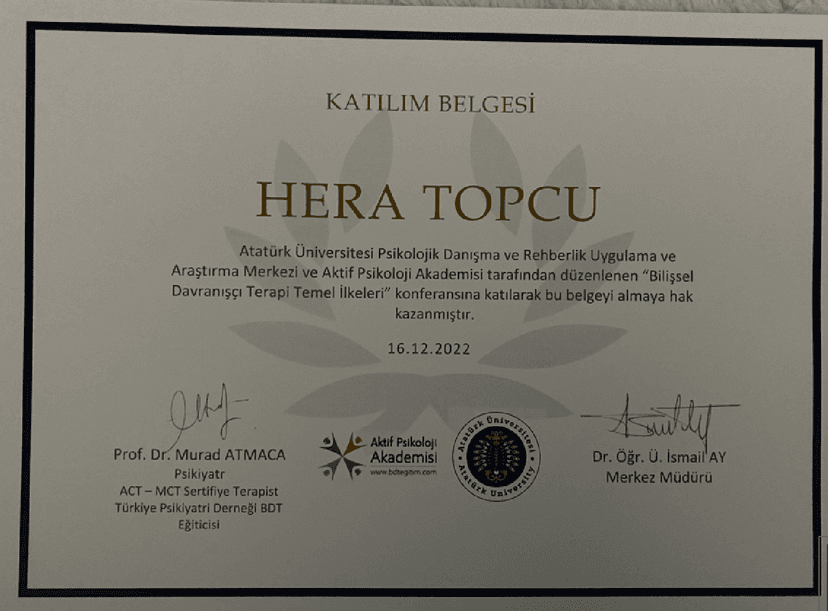 KATILIM BELGESİ
HERA TOPCU
Atatürk Üniversitesi Psikolojik Danışma ve Rehberlik Uygulama ve
Araştırma Merkezi ve Aktif Psikoloji Akademisi tarafından düzenlenen “Bilişsel
Davranışçı Terapi Temel İlkeleri” konferansına katılarak bu belgeyi almaya hak
kazanmıştır.
16.12.2022
Prof. Dr. Murad ATMACA
Psikiyatr
ACT – MCT Sertifiye Terapist
Türkiye Psikiyatri Derneği BDT
Eğiticisi
Aktif Psikoloji
Akademisi
www.bdtegitim.com
Atatürk Üniversitesi
Atatürk University
Dr. Öğr. Ü. İsmail AY
Merkez Müdürü